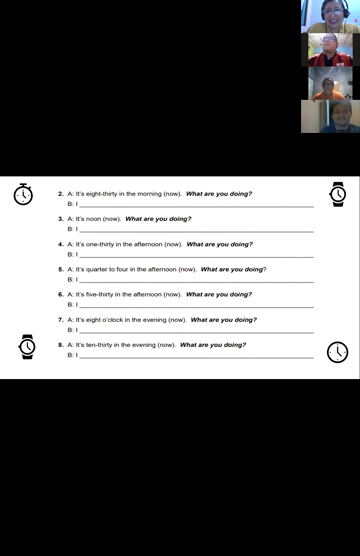 2. A: It's eight-thirty in the morning (now). What are you doing?
B: I
3. A: It's noon (now). What are you doing?
B: I
4. A: It's one-thirty in the afternoon (now). What are you doing?
B: I
5. A: It's quarter to four in the afternoon (now). What are you doing?
B: I
6. A: It's five-thirty in the afternoon (now). What are you doing?
B: I
7. A: It's eight o'clock in the evening (now). What are you doing?
B: I
8. A: It's ten-thirty in the evening (now). What are you doing?
B: I